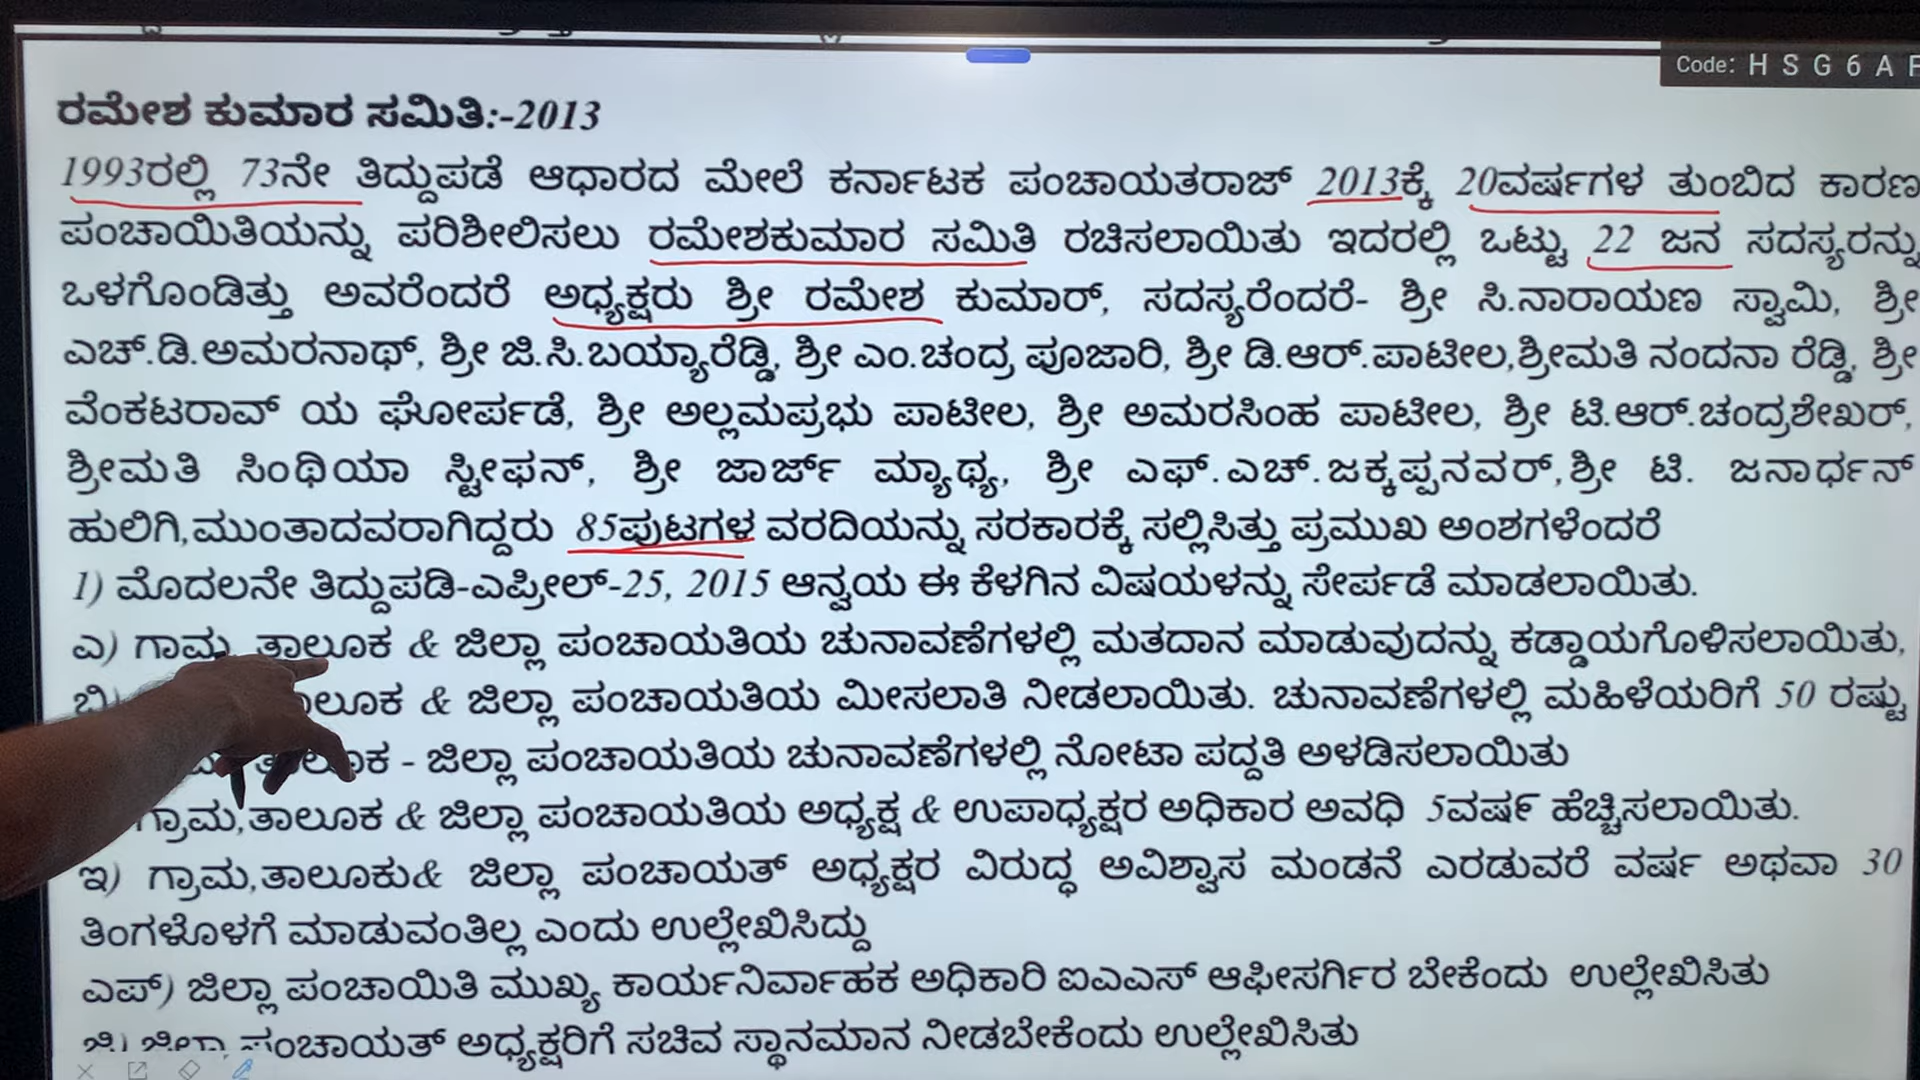 Code: H S G 6 A F
ರಮೇಶ ಕುಮಾರ ಸಮಿತಿ:-2013
1993ರಲ್ಲಿ 73ನೇ ತಿದ್ದುಪಡೆ ಆಧಾರದ ಮೇಲೆ ಕರ್ನಾಟಕ ಪಂಚಾಯತರಾಜ್ 2013ಕ್ಕೆ 20ವರ್ಷಗಳ ತುಂಬಿದ ಕಾರಣ
ಪಂಚಾಯಿತಿಯನ್ನು ಪರಿಶೀಲಿಸಲು ರಮೇಶಕುಮಾರ ಸಮಿತಿ ರಚಿಸಲಾಯಿತು ಇದರಲ್ಲಿ ಒಟ್ಟು 22 ಜನ ಸದಸ್ಯರನ್ನು
ಒಳಗೊಂಡಿತ್ತು ಅವರೆಂದರೆ ಅಧ್ಯಕ್ಷರು ಶ್ರೀ ರಮೇಶ ಕುಮಾರ್, ಸದಸ್ಯರೆಂದರೆ- ಶ್ರೀ ಸಿ.ನಾರಾಯಣ ಸ್ವಾಮಿ, ಶ್ರೀ
ಎಚ್.ಡಿ.ಅಮರನಾಥ್, ಶ್ರೀ ಜಿ.ಸಿ.ಬಯ್ಯಾರೆಡ್ಡಿ, ಶ್ರೀ ಎಂ.ಚಂದ್ರ ಪೂಜಾರಿ, ಶ್ರೀ ಡಿ.ಆರ್.ಪಾಟೀಲ,ಶ್ರೀಮತಿ ನಂದನಾ ರೆಡ್ಡಿ, ಶ್ರೀ
ವೆಂಕಟರಾವ್ ಯ ಘೋರ್ಪಡೆ, ಶ್ರೀ ಅಲ್ಲಮಪ್ರಭು ಪಾಟೀಲ, ಶ್ರೀ ಅಮರಸಿಂಹ ಪಾಟೀಲ, ಶ್ರೀ ಟಿ.ಆರ್.ಚಂದ್ರಶೇಖರ್,
ಶ್ರೀಮತಿ ಸಿಂಥಿಯಾ ಸ್ಟೀಫನ್, ಶ್ರೀ ಜಾರ್ಜ್ ಮ್ಯಾಥ್ಯ, ಶ್ರೀ ಎಫ್.ಎಚ್.ಜಕ್ಕಪ್ಪನವರ್,ಶ್ರೀ ಟಿ. ಜನಾರ್ಧನ್
ಹುಲಿಗಿ,ಮುಂತಾದವರಾಗಿದ್ದರು 85ಪುಟಗಳ ವರದಿಯನ್ನು ಸರಕಾರಕ್ಕೆ ಸಲ್ಲಿಸಿತ್ತು ಪ್ರಮುಖ ಅಂಶಗಳೆಂದರೆ
1) ಮೊದಲನೇ ತಿದ್ದುಪಡಿ-ಎಪ್ರೀಲ್-25, 2015 ಆನ್ವಯ ಈ ಕೆಳಗಿನ ವಿಷಯಳನ್ನು ಸೇರ್ಪಡೆ ಮಾಡಲಾಯಿತು.
ಎ) ಗಾಮ, ತಾಲೂಕ & ಜಿಲ್ಲಾ ಪಂಚಾಯತಿಯ ಚುನಾವಣೆಗಳಲ್ಲಿ ಮತದಾನ ಮಾಡುವುದನ್ನು ಕಡ್ಡಾಯಗೊಳಿಸಲಾಯಿತು,
ಬಿ) & ಜಿಲ್ಲಾ ಪಂಚಾಯತಿಯ ಮೀಸಲಾತಿ ನೀಡಲಾಯಿತು. ಚುನಾವಣೆಗಳಲ್ಲಿ ಮಹಿಳೆಯರಿಗೆ 50 ರಷ್ಟು
- ಜಿಲ್ಲಾ ಪಂಚಾಯತಿಯ ಚುನಾವಣೆಗಳಲ್ಲಿ ನೋಟಾ ಪದ್ದತಿ ಅಳಡಿಸಲಾಯಿತು
ಗ್ರಾಮ,ತಾಲೂಕ & ಜಿಲ್ಲಾ ಪಂಚಾಯತಿಯ ಅಧ್ಯಕ್ಷ & ಉಪಾಧ್ಯಕ್ಷರ ಅಧಿಕಾರ ಅವಧಿ 5ವರ್ಷ ಹೆಚ್ಚಿಸಲಾಯಿತು.
ಇ) ಗ್ರಾಮ,ತಾಲೂಕು& ಜಿಲ್ಲಾ ಪಂಚಾಯತ್ ಅಧ್ಯಕ್ಷರ ವಿರುದ್ಧ ಅವಿಶ್ವಾಸ ಮಂಡನೆ ಎರಡುವರೆ ವರ್ಷ ಅಥವಾ 30
ತಿಂಗಳೊಳಗೆ ಮಾಡುವಂತಿಲ್ಲ ಎಂದು ಉಲ್ಲೇಖಿಸಿದ್ದು
ಎಫ್) ಜಿಲ್ಲಾ ಪಂಚಾಯಿತಿ ಮುಖ್ಯ ಕಾರ್ಯನಿರ್ವಾಹಕ ಅಧಿಕಾರಿ ಐಎಎಸ್ ಆಫೀಸರ್ಗಿರ ಬೇಕೆಂದು ಉಲ್ಲೇಖಿಸಿತು
ಜಿ) ಜಿಲ್ಲಾ ಪಂಚಾಯತ್ ಅಧ್ಯಕ್ಷರಿಗೆ ಸಚಿವ ಸ್ಥಾನಮಾನ ನೀಡಬೇಕೆಂದು ಉಲ್ಲೇಖಿಸಿತು